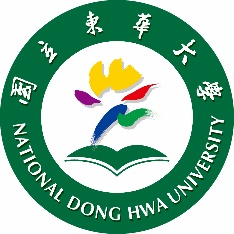 國立東華大學
NATIONAL DONG HWA UNIVERSITY